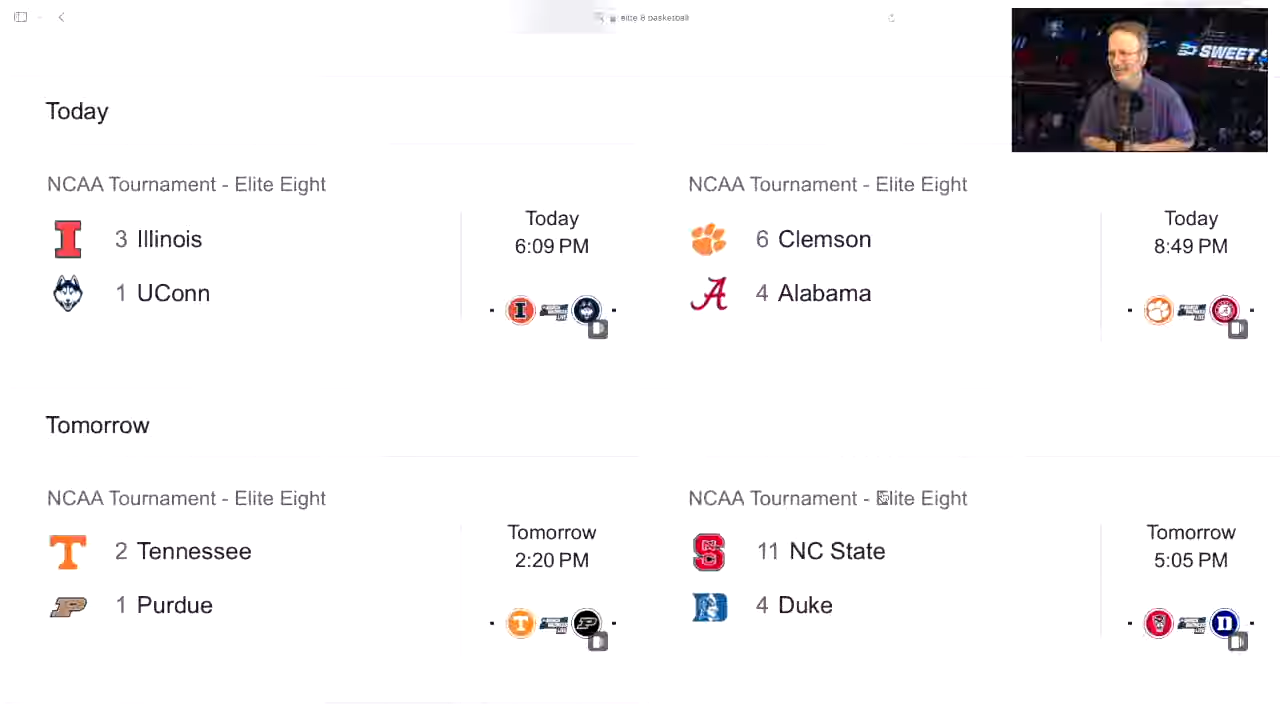 elite 8 basketball
SWEET
Today
NCAA Tournament - Elite Eight
3 Illinois
1 UConn
Today
6:09 PM
NCAA Tournament - Elite Eight
6 Clemson
4 Alabama
Today
8:49 PM
Tomorrow
NCAA Tournament - Elite Eight
2 Tennessee
1 Purdue
Tomorrow
2:20 PM
NCAA Tournament - Elite Eight
11 NC State
4 Duke
Tomorrow
5:05 PM